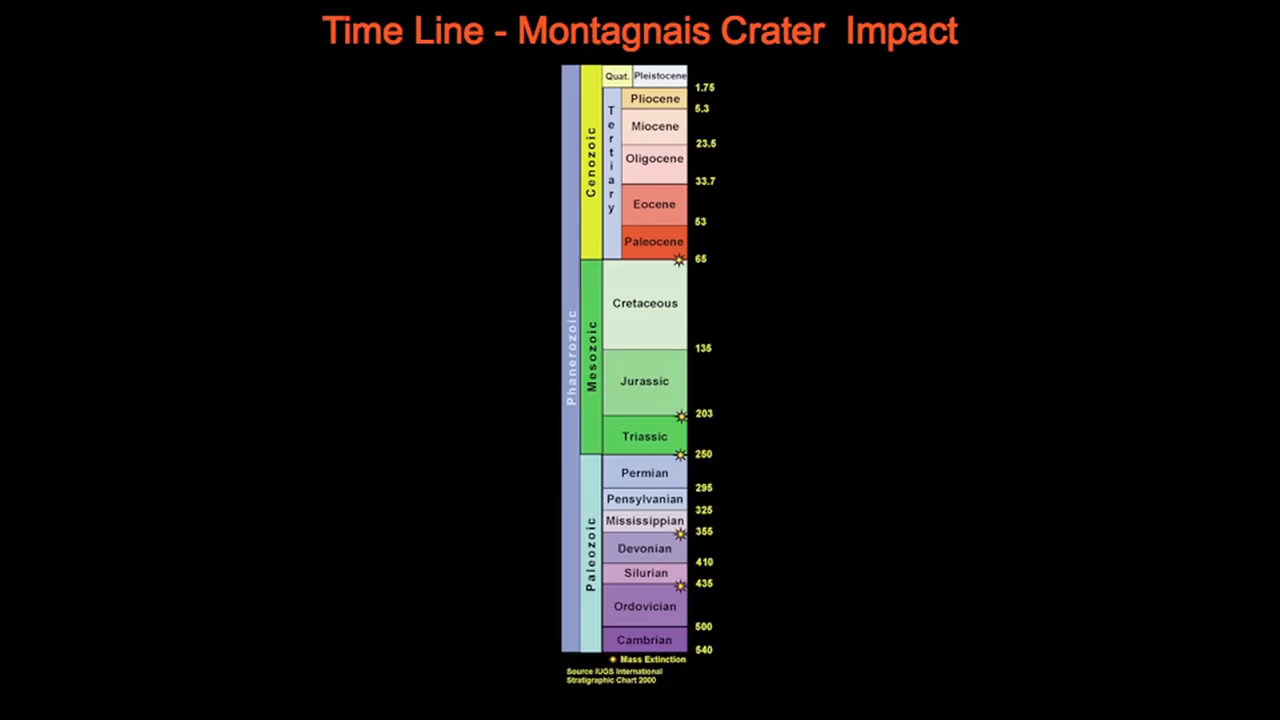 Time Line - Montagnais Crater Impact
Phanerozoic
Cenozoic
Quat. Pleistocene
1.75
Tertiary
Pliocene
5.3
Miocene
23.5
Oligocene
33.7
Eocene
53
Paleocene
65
Mesozoic
Cretaceous
135
Jurassic
203
Triassic
250
Paleozoic
Permian
295
Pensylvanian
325
Mississippian
355
Devonian
410
Silurian
435
Ordovician
500
Cambrian
540
Mass Extinction
Source IUGS International
Stratigraphic Chart 2000